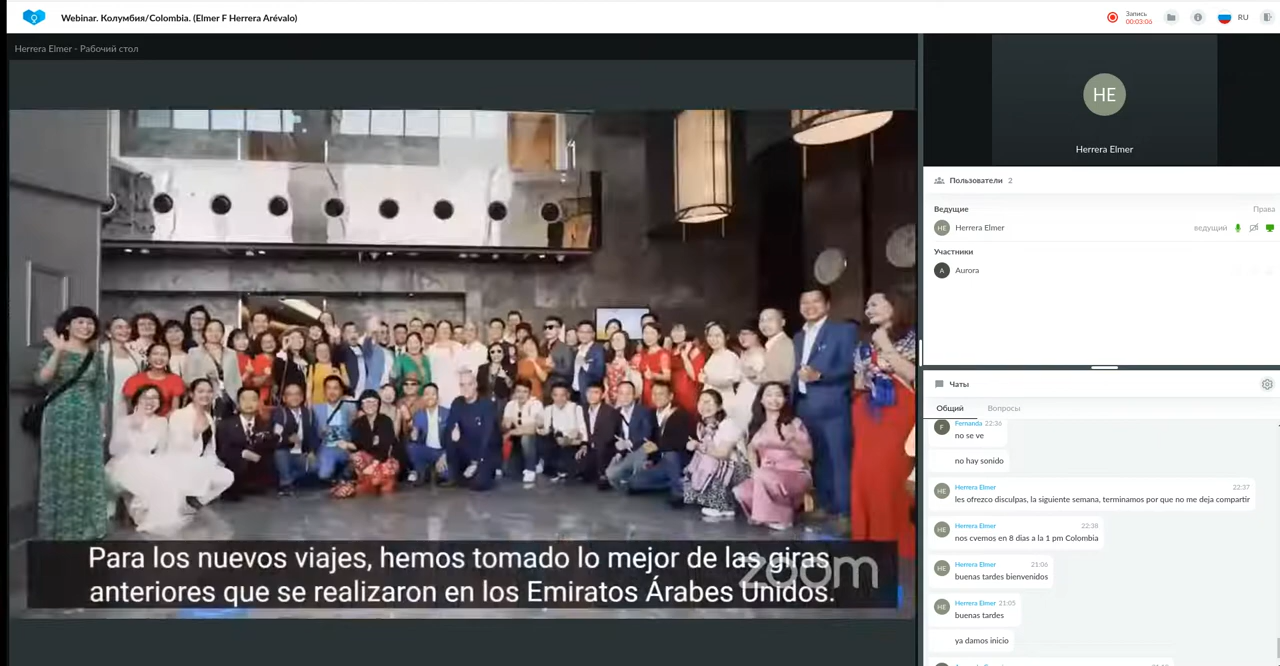 Webinar. Колумбия/Colombia. (Elmer F Herrera Arévalo)
Запись
00:03:06
RU
Herrera Elmer - Рабочий стол
Para los nuevos viajes, hemos tomado lo mejor de las giras
anteriores que se realizaron en los Emiratos Árabes Unidos.
zoom
HE
Herrera Elmer
Пользователи 2
Ведущие Права
HE Herrera Elmer ведущий
Участники
A Aurora
Чаты
Общий Вопросы
F Fernanda 22:36
no se ve
no hay sonido
HE Herrera Elmer 22:37
les ofrezco disculpas, la siguiente semana, terminamos por que no me deja compartir
HE Herrera Elmer 22:38
nos cvemos en 8 dias a la 1 pm Colombia
HE Herrera Elmer 21:06
buenas tardes bienvenidos
HE Herrera Elmer 21:05
buenas tardes
ya damos inicio